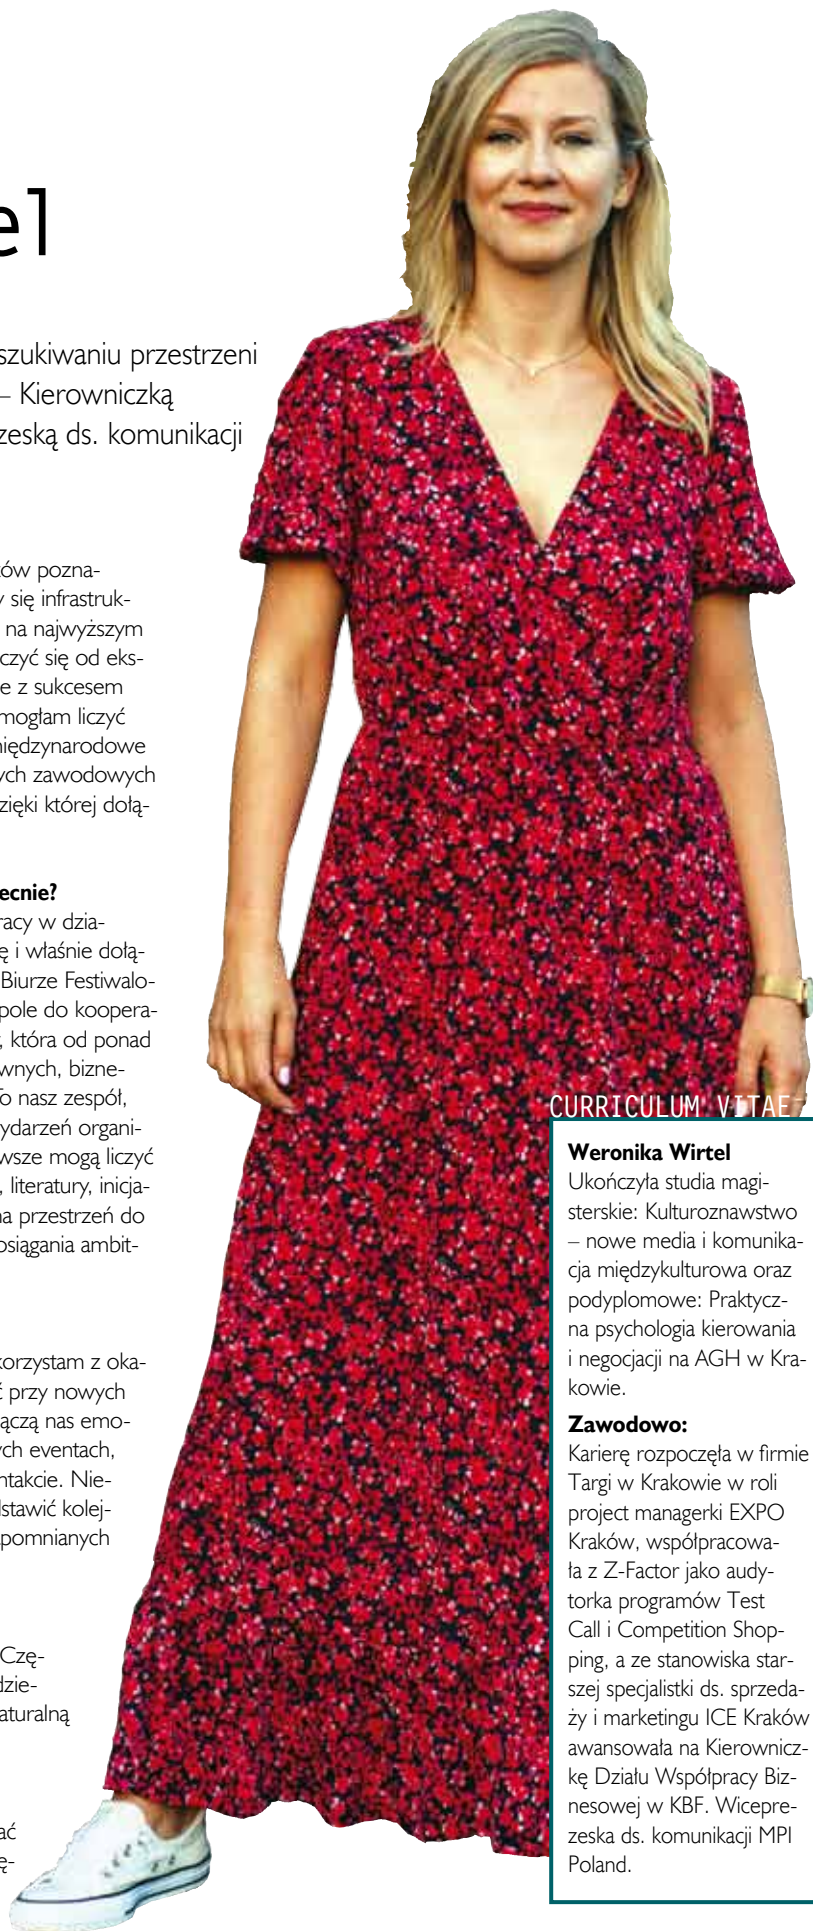 el
szukiwaniu przestrzeni
– Kierowniczką
zeską ds. komunikacji
ów pozna-
y się infrastruk-
na najwyższym
czyć się od eks-
e z sukcesem
mogłam liczyć
międzynarodowe
ych zawodowych
zięki której dołą-
ecnie?
racy w dzia-
ę i właśnie dołą-
Biurze Festiwalo-
pole do koopera-
, która od ponad
wnych, bizne-
To nasz zespół,
ydarzeń organi-
wsze mogą liczyć
, literatury, inicja-
na przestrzeń do
osiągania ambit-
korzystam z oka-
ć przy nowych
łączą nas emo-
ych eventach,
ntakcie. Nie-
dstawić kolej-
pomnianych
Czę-
dzie-
aturalną
ać
ę-
CURRICULUM VITAE
Weronika Wirtel
Ukończyła studia magi-
sterskie: Kulturoznawstwo
– nowe media i komunika-
cja międzykulturowa oraz
podyplomowe: Praktycz-
na psychologia kierowania
i negocjacji na AGH w Kra-
kowie.
Zawodowo:
Karierę rozpoczęła w firmie
Targi w Krakowie w roli
project managerki EXPO
Kraków, współpracowa-
ła z Z-Factor jako audy-
torka programów Test
Call i Competition Shop-
ping, a ze stanowiska star-
szej specjalistki ds. sprzeda-
ży i marketingu ICE Kraków
awansowała na Kierownicz-
kę Działu Współpracy Biz-
nesowej w KBF. Wicepre-
zeska ds. komunikacji MPI
Poland.